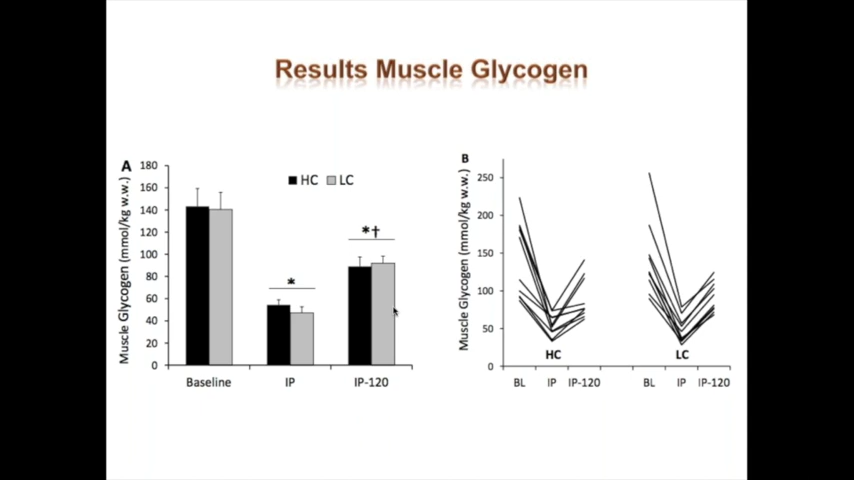 Results Muscle Glycogen
A
Muscle Glycogen (mmol/kg w.w.)
180
160
140
120
100
80
60
40
20
0
HC LC
*
*†
Baseline IP IP-120
B
Muscle Glycogen (mmol/kg w.w.)
250
200
150
100
50
0
HC LC
BL IP IP-120 BL IP IP-120